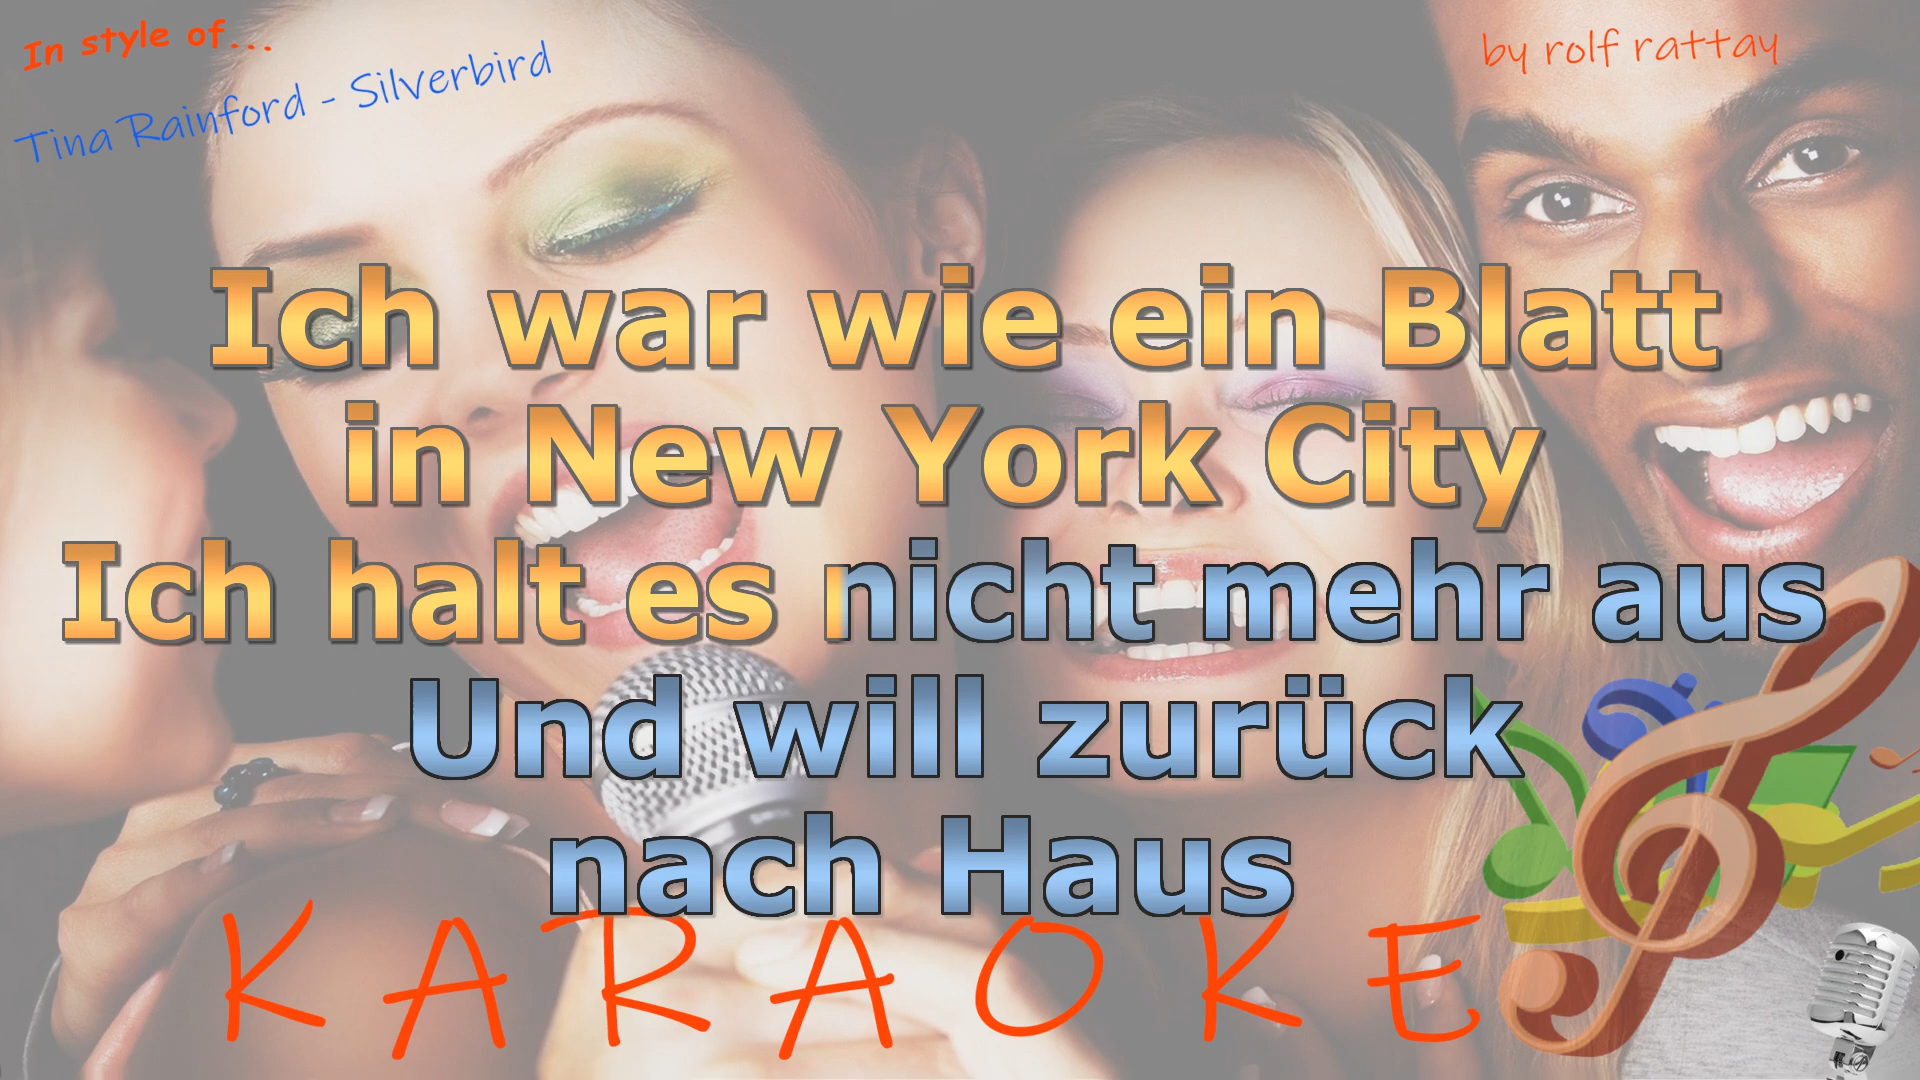 In style of...
by rolf rattay
Tina Rainford - Silverbird
Ich war wie ein Blatt
in New York City
Ich halt es nicht mehr aus
Und will zurück
nach Haus
KARAOKE